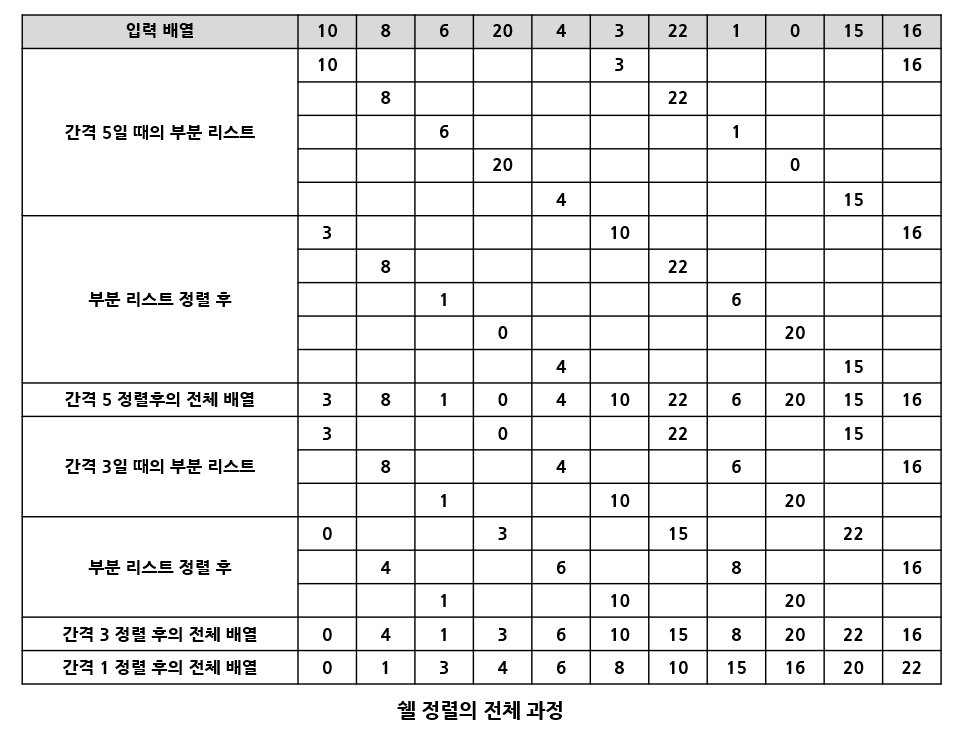 입력 배열 10 8 6 20 4 3 22 1 0 15 16
10 3 16
8 22
간격 5일 때의 부분 리스트 6 1
20 0
4 15
3 10 16
8 22
부분 리스트 정렬 후 1 6
0 20
4 15
간격 5 정렬후의 전체 배열 3 8 1 0 4 10 22 6 20 15 16
3 0 22 15
간격 3일 때의 부분 리스트 8 4 6 16
1 10 20
0 3 15 22
부분 리스트 정렬 후 4 6 8 16
1 10 20
간격 3 정렬 후의 전체 배열 0 4 1 3 6 10 15 8 20 22 16
간격 1 정렬 후의 전체 배열 0 1 3 4 6 8 10 15 16 20 22
쉘 정렬의 전체 과정